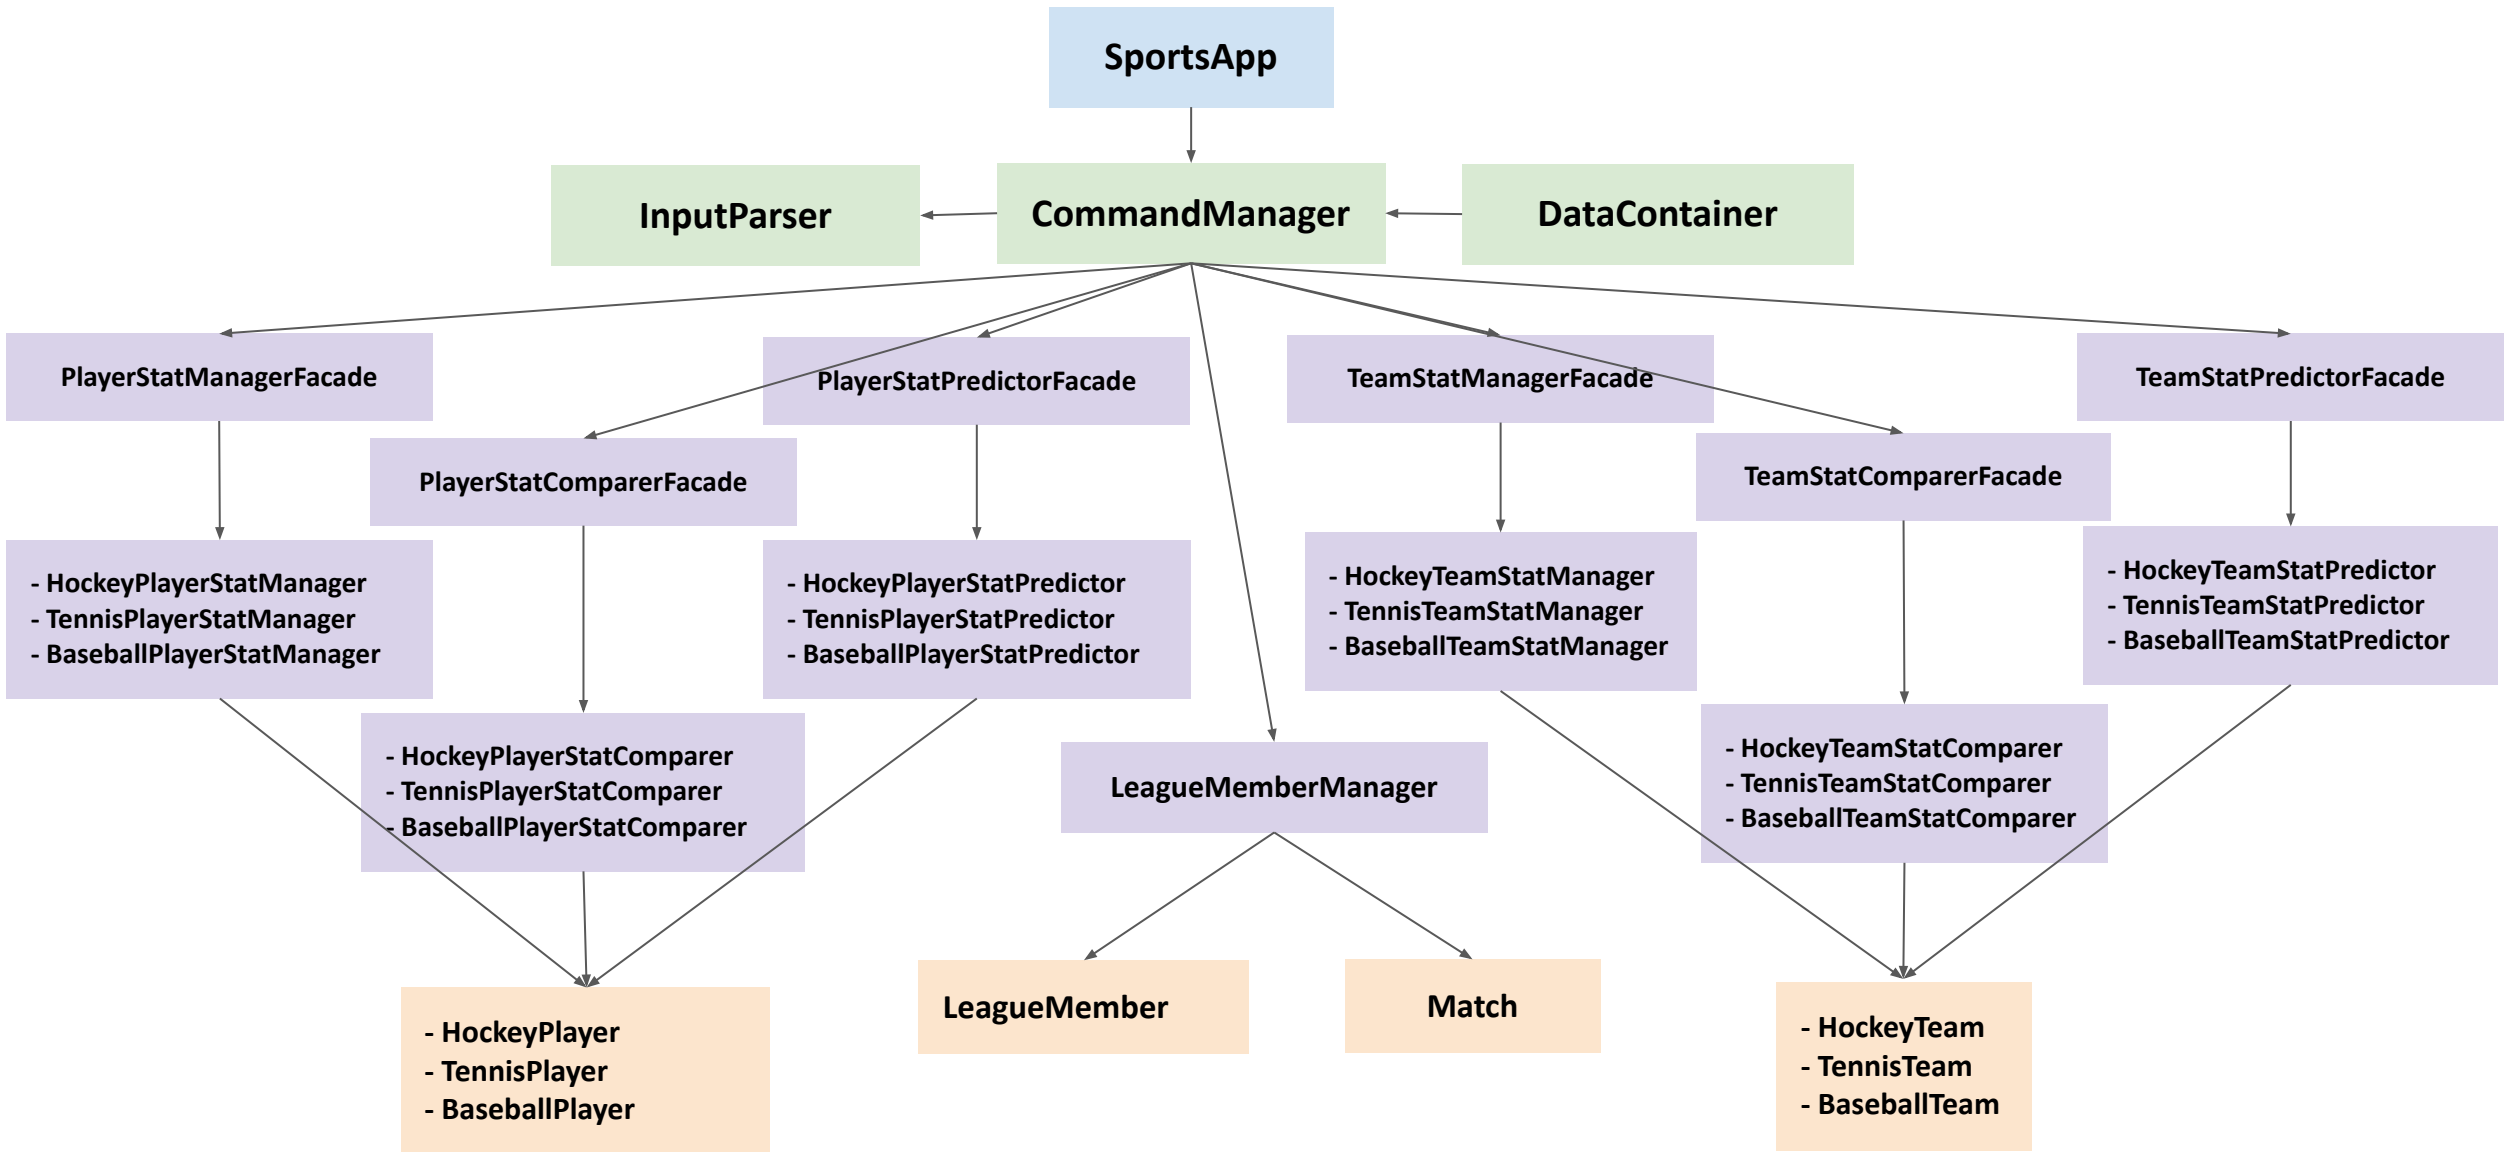 SportsApp
InputParser
CommandManager
DataContainer
PlayerStatManagerFacade
PlayerStatPredictorFacade
TeamStatManagerFacade
TeamStatPredictorFacade
PlayerStatComparerFacade
TeamStatComparerFacade
- HockeyPlayerStatManager
- TennisPlayerStatManager
- BaseballPlayerStatManager
- HockeyPlayerStatPredictor
- TennisPlayerStatPredictor
- BaseballPlayerStatPredictor
- HockeyTeamStatManager
- TennisTeamStatManager
- BaseballTeamStatManager
- HockeyTeamStatPredictor
- TennisTeamStatPredictor
- BaseballTeamStatPredictor
- HockeyPlayerStatComparer
- TennisPlayerStatComparer
- BaseballPlayerStatComparer
LeagueMemberManager
- HockeyTeamStatComparer
- TennisTeamStatComparer
- BaseballTeamStatComparer
- HockeyPlayer
- TennisPlayer
- BaseballPlayer
LeagueMember
Match
- HockeyTeam
- TennisTeam
- BaseballTeam